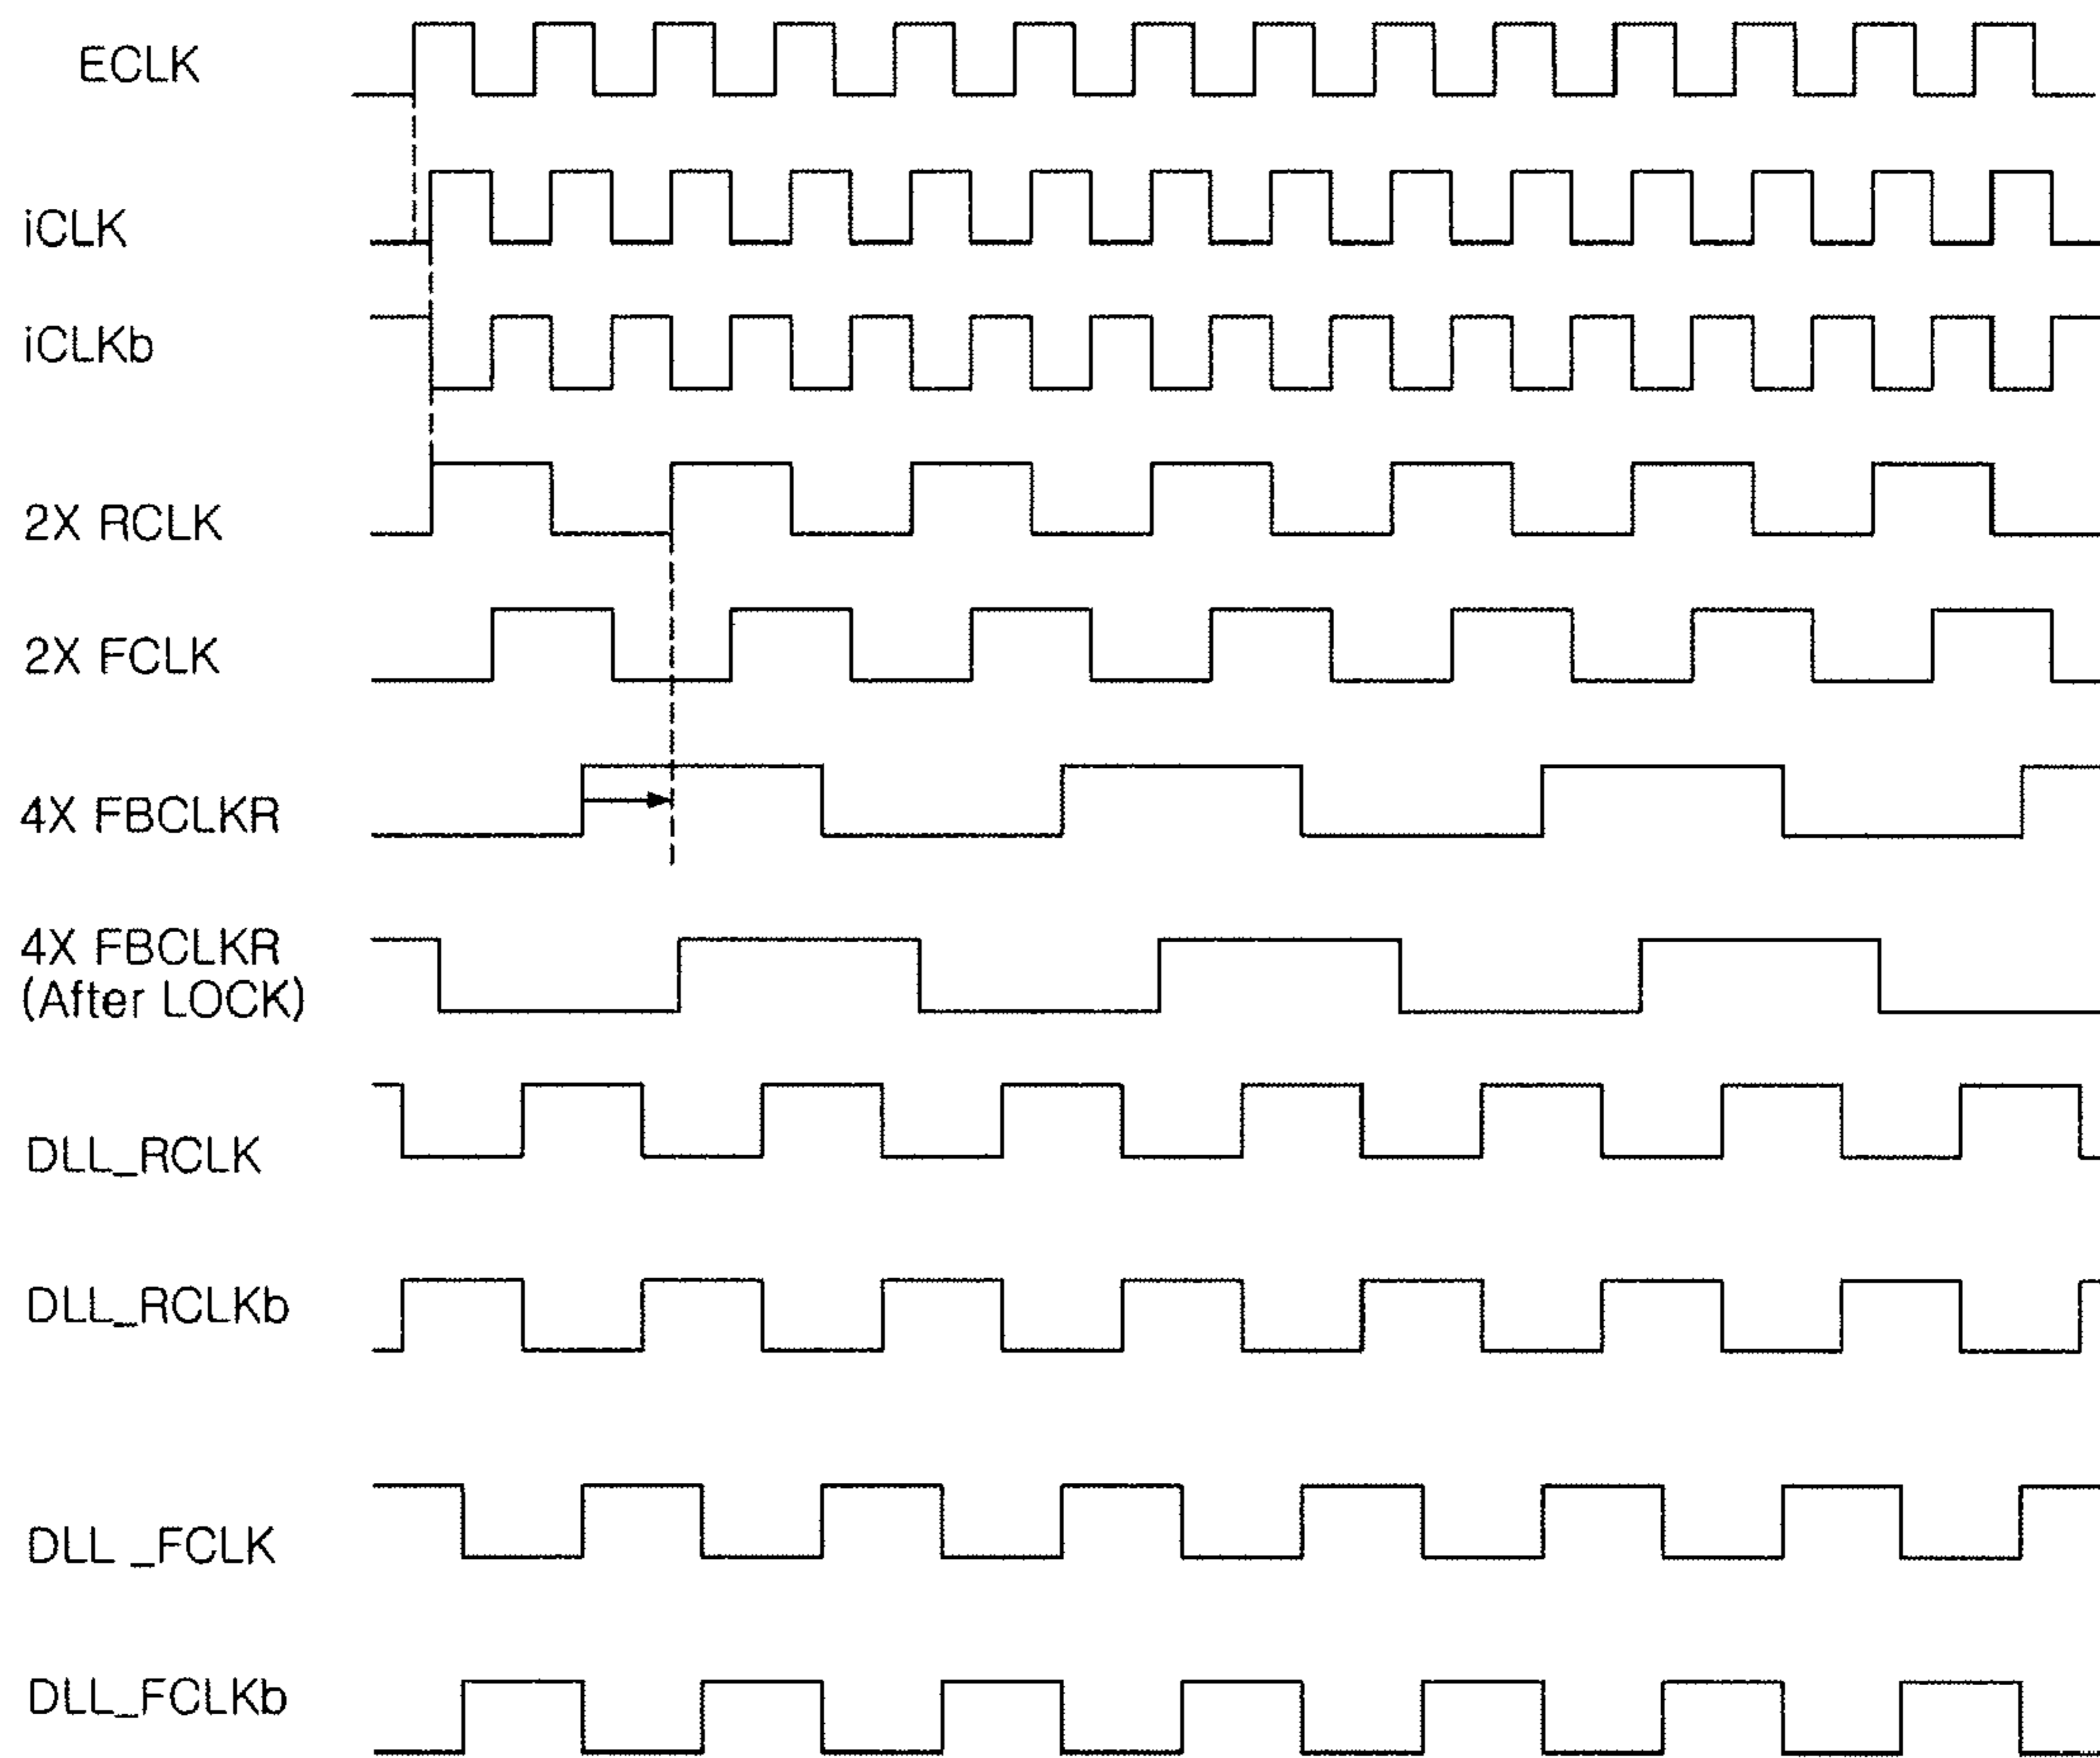 ECLK
iCLK
iCLKb
2X RCLK
2X FCLK
4X FBCLKR
4X FBCLKR
(After LOCK)
DLL_RCLK
DLL_RCLKb
DLL _FCLK
DLL_FCLKb